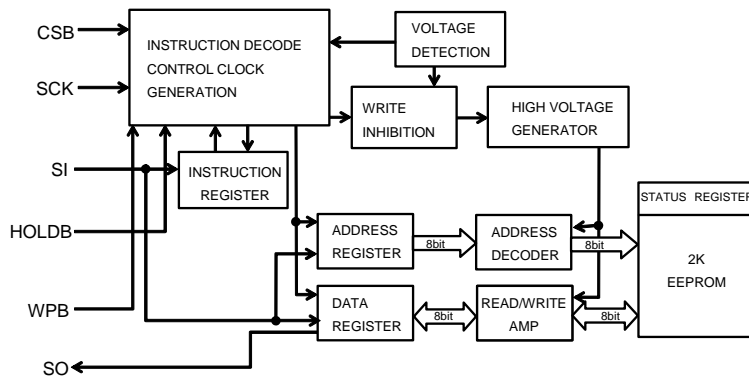 CSB
SCK
SI
HOLDB
WPB
SO
INSTRUCTION DECODE
CONTROL CLOCK
GENERATION
VOLTAGE
DETECTION
WRITE
INHIBITION
HIGH VOLTAGE
GENERATOR
INSTRUCTION
REGISTER
ADDRESS
REGISTER
8bit
ADDRESS
DECODER
8bit
DATA
REGISTER
8bit
READ/WRITE
AMP
8bit
STATUS REGISTER
2K
EEPROM